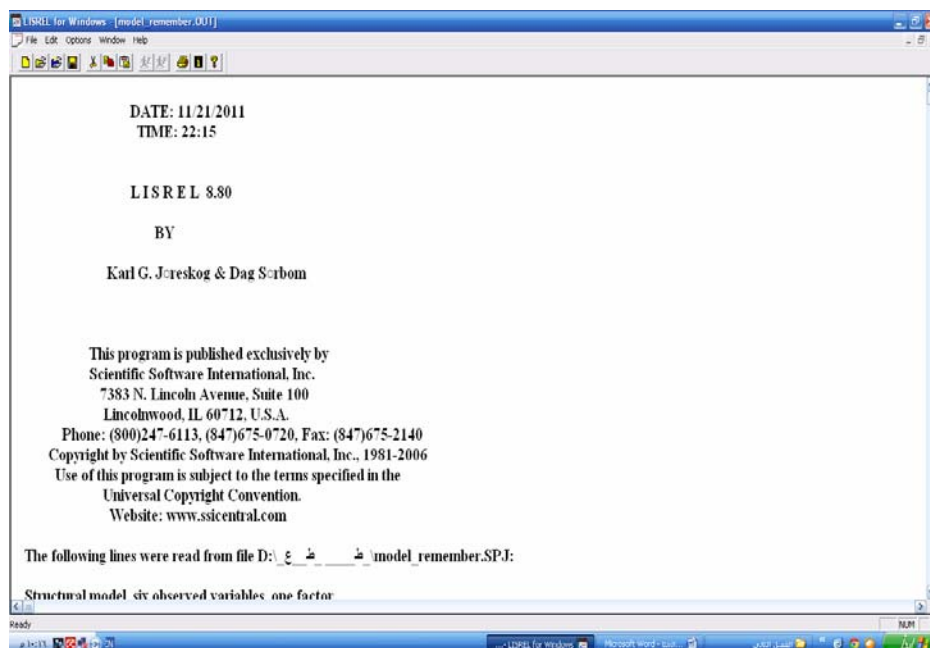 LISREL for Windows - [model_remember.OUT]
File Edit Options Window Help
DATE: 11/21/2011
TIME: 22:15
L I S R E L 8.80
BY
Karl G. J□reskog & Dag S□rbom
This program is published exclusively by
Scientific Software International, Inc.
7383 N. Lincoln Avenue, Suite 100
Lincolnwood, IL 60712, U.S.A.
Phone: (800)247-6113, (847)675-0720, Fax: (847)675-2140
Copyright by Scientific Software International, Inc., 1981-2006
Use of this program is subject to the terms specified in the
Universal Copyright Convention.
Website: www.ssicentral.com
The following lines were read from file D:\ \model_remember.SPJ:
Structural model six observed variables one factor
Ready
NUM
LISREL for Windows
Microsoft Word